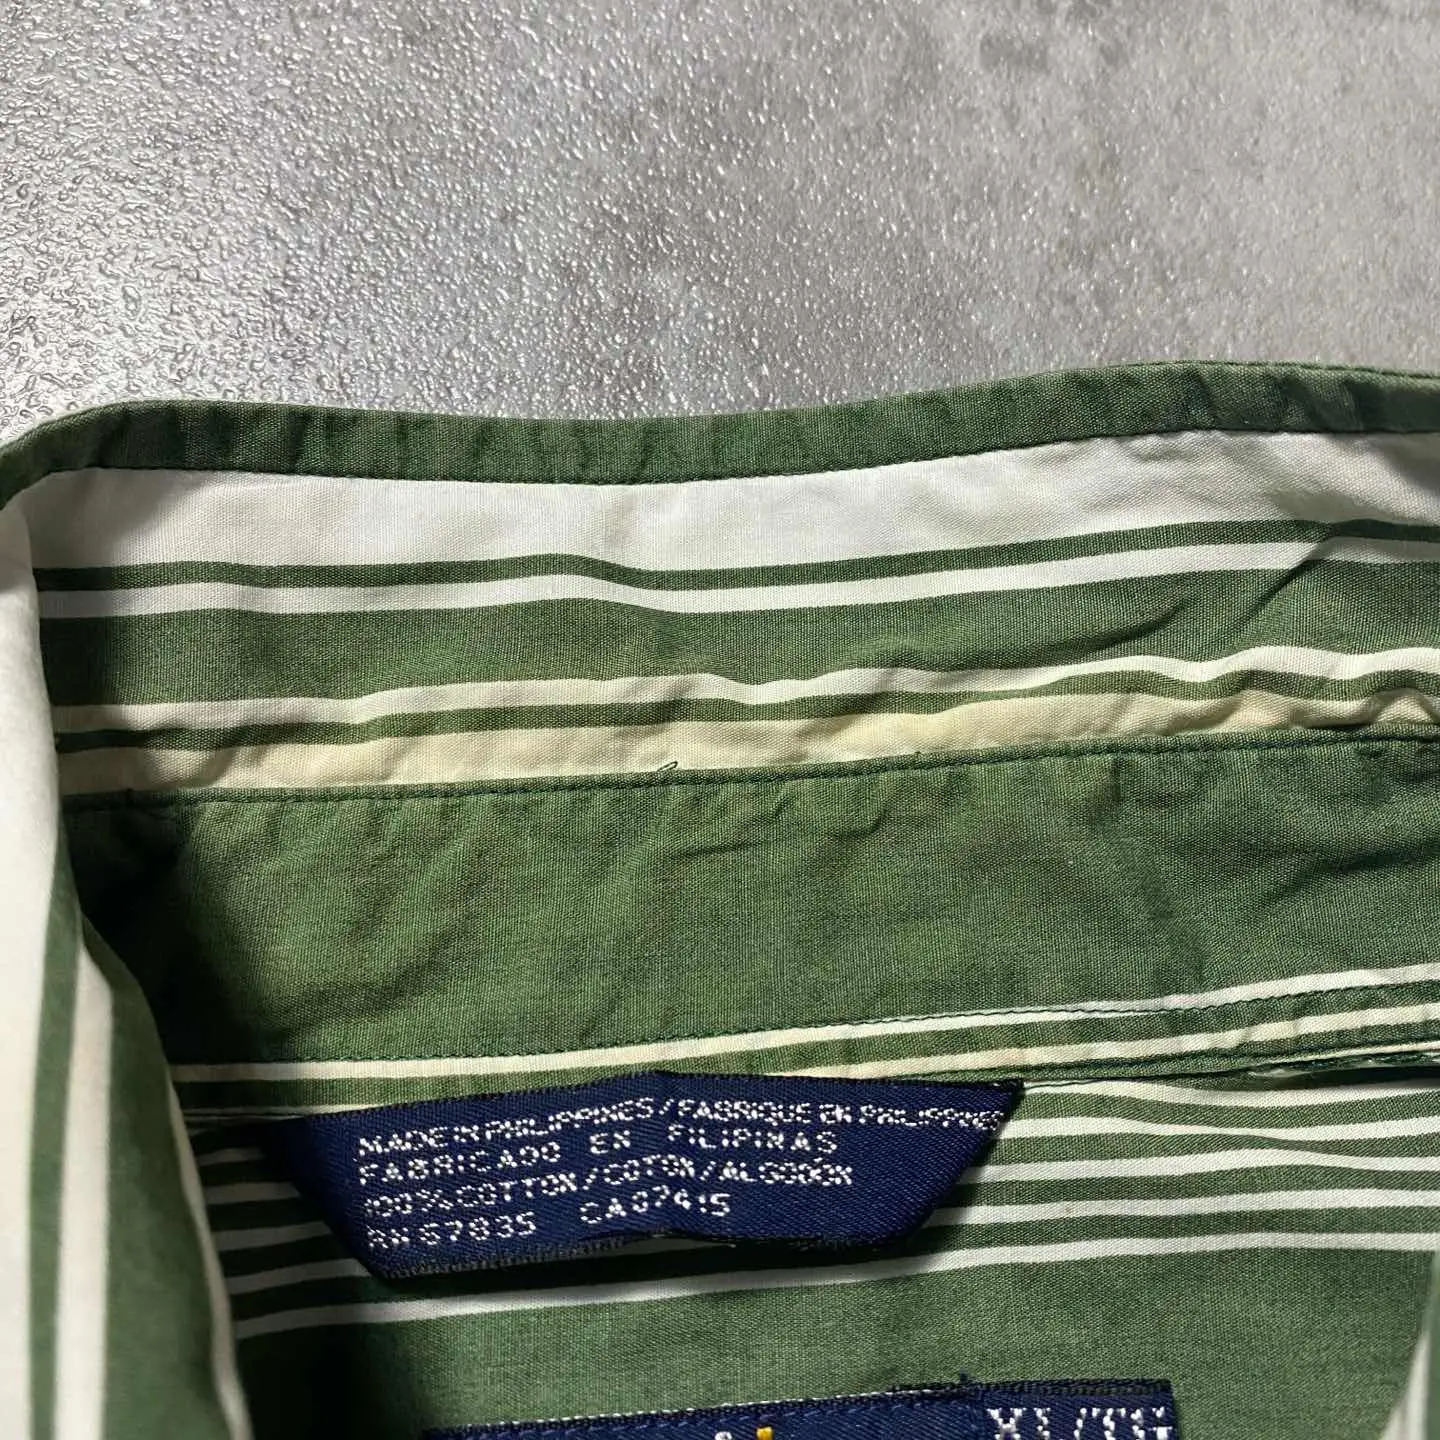 MADE IN PHILIPPINES/FABRIQUE EN PHILIPPINES
FABRICADO EN FILIPINAS
100% COTTON/COTON/ALGODON
RN 67835 CA 07415
XL/TG